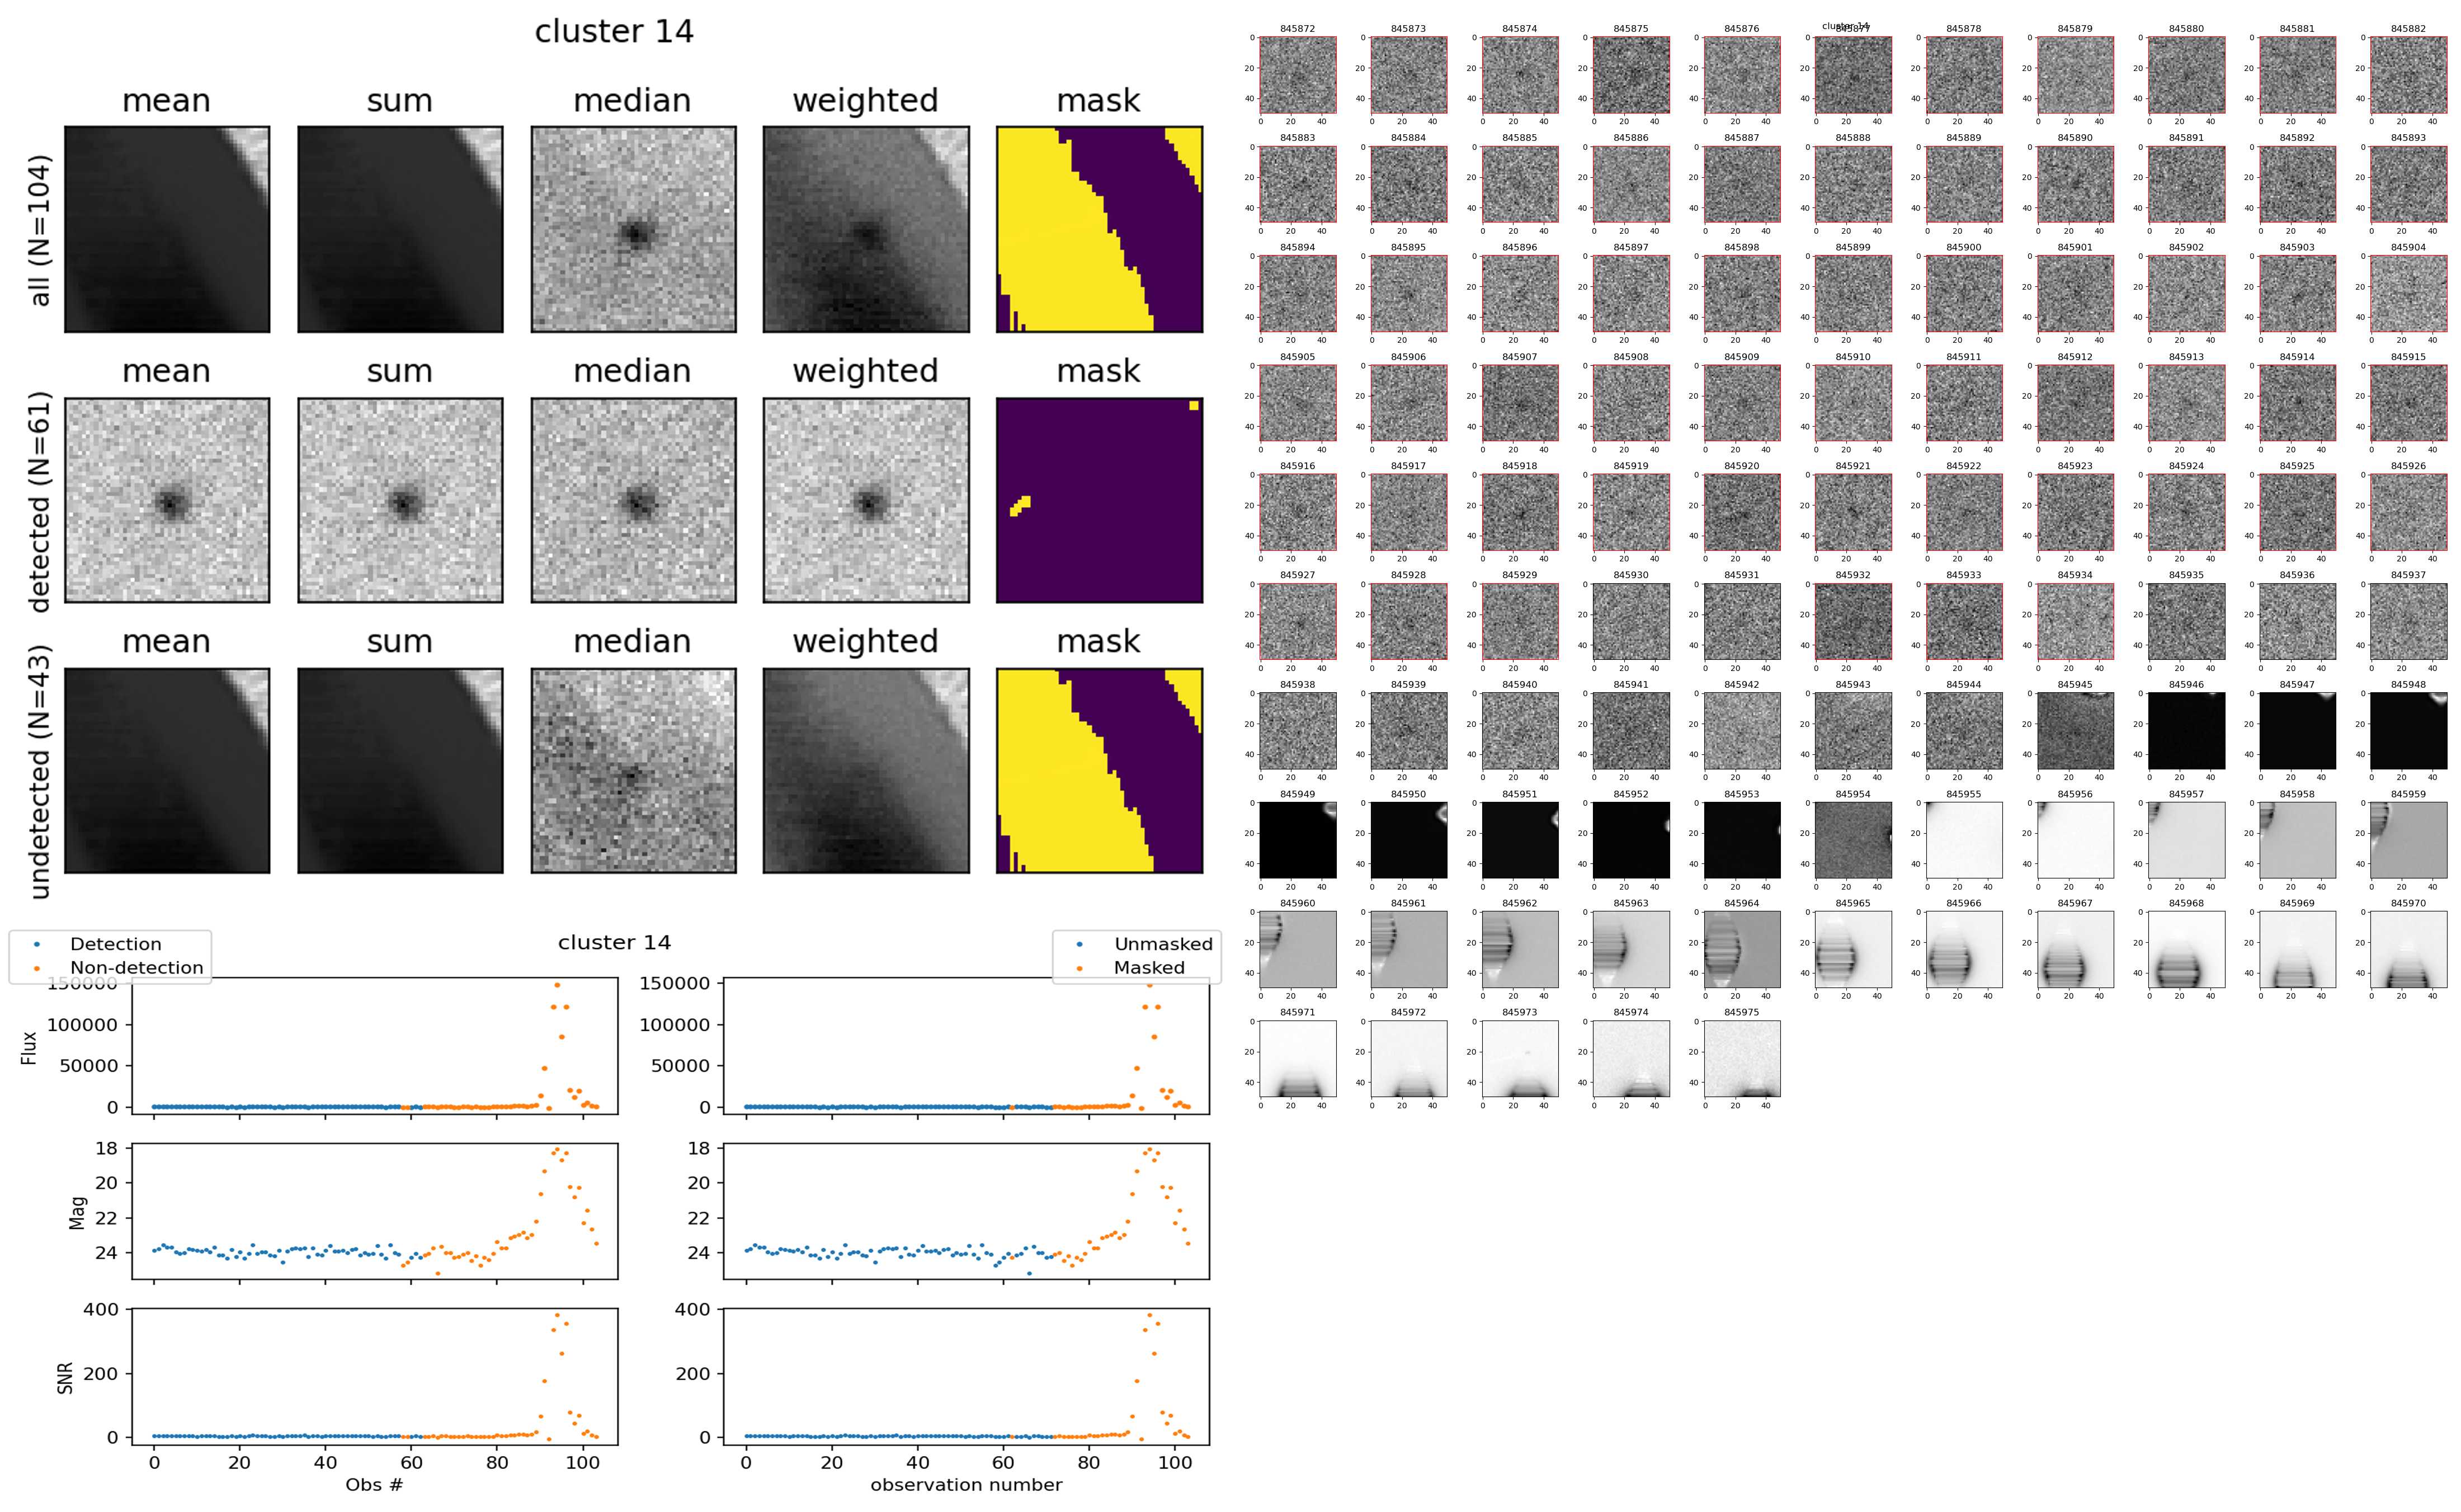 cluster 14
mean sum median weighted mask
all (N=104)
mean sum median weighted mask
detected (N=61)
mean sum median weighted mask
undetected (N=43)
cluster 14
Detection
Non-detection
Unmasked
Masked
Flux
150000
100000
50000
0
150000
100000
50000
0
Mag
18
20
22
24
18
20
22
24
SNR
400
200
0
400
200
0
0 20 40 60 80 100
Obs #
0 20 40 60 80 100
observation number
cluster 14
845872 845873 845874 845875 845876 845877 845878 845879 845880 845881 845882
845883 845884 845885 845886 845887 845888 845889 845890 845891 845892 845893
845894 845895 845896 845897 845898 845899 845900 845901 845902 845903 845904
845905 845906 845907 845908 845909 845910 845911 845912 845913 845914 845915
845916 845917 845918 845919 845920 845921 845922 845923 845924 845925 845926
845927 845928 845929 845930 845931 845932 845933 845934 845935 845936 845937
845938 845939 845940 845941 845942 845943 845944 845945 845946 845947 845948
845949 845950 845951 845952 845953 845954 845955 845956 845957 845958 845959
845960 845961 845962 845963 845964 845965 845966 845967 845968 845969 845970
845971 845972 845973 845974 845975